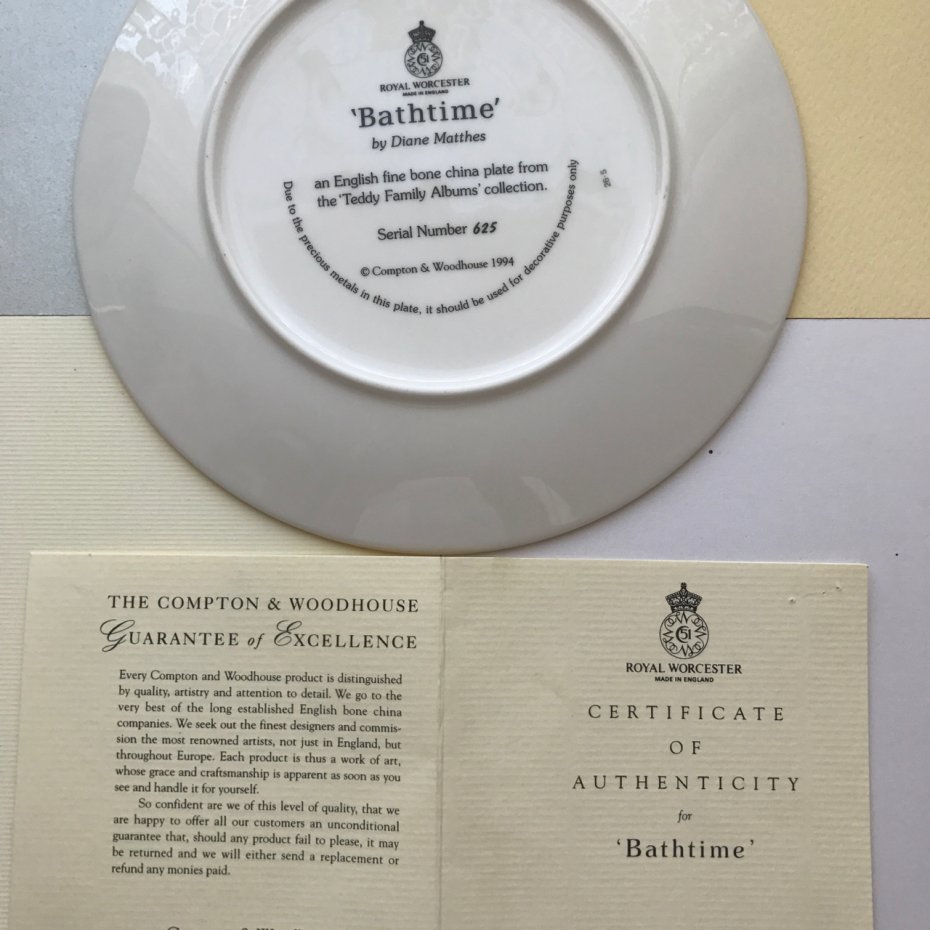 51
ROYAL WORCESTER
MADE IN ENGLAND
'Bathtime'
by Diane Matthes
an English fine bone china plate from
the 'Teddy Family Albums' collection.
Serial Number 625
© Compton & Woodhouse 1994
Due to the precious metals in this plate, it should be used for decorative purposes only
THE COMPTON & WOODHOUSE
GUARANTEE of EXCELLENCE
Every Compton and Woodhouse product is distinguished
by quality, artistry and attention to detail. We go to the
very best of the long established English bone china
companies. We seek out the finest designers and commis-
sion the most renowned artists, not just in England, but
throughout Europe. Each product is thus a work of art,
whose grace and craftsmanship is apparent as soon as you
see and handle it for yourself.
So confident are we of this level of quality, that we
are happy to offer all our customers an unconditional
guarantee that, should any product fail to please, it may
be returned and we will either send a replacement or
refund any monies paid.
51
ROYAL WORCESTER
MADE IN ENGLAND
CERTIFICATE
OF
AUTHENTICITY
for
'Bathtime'